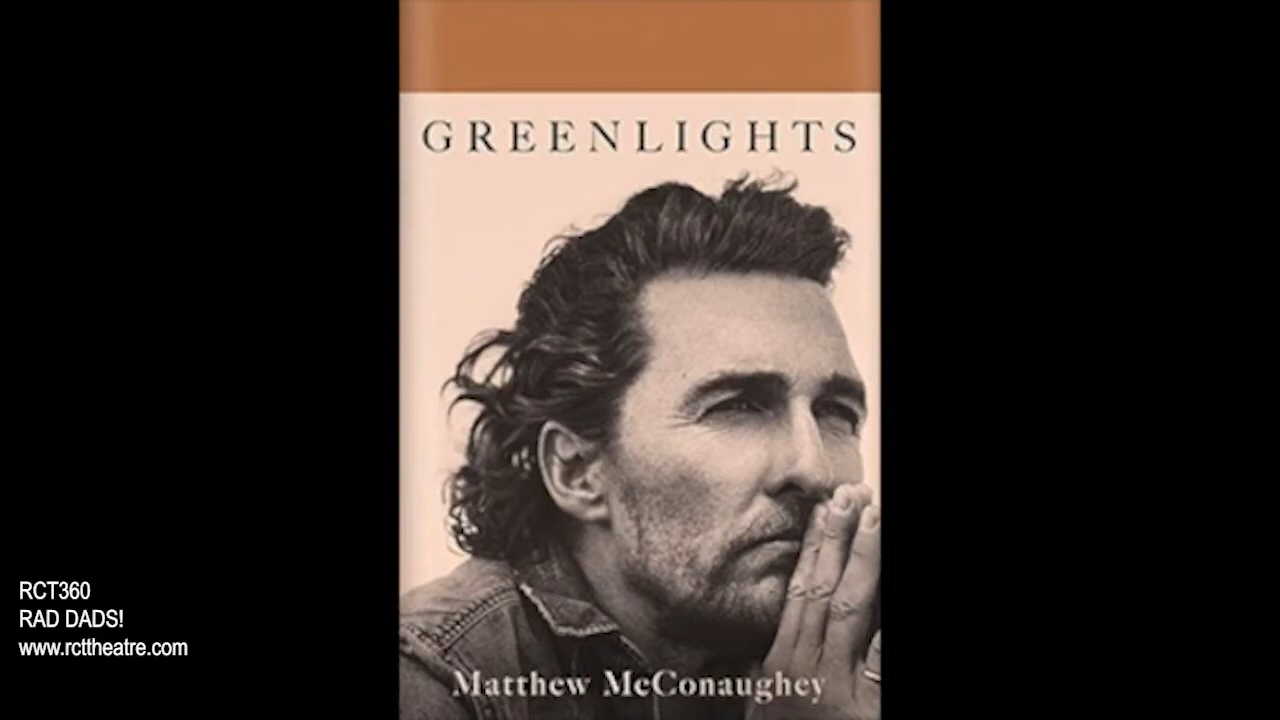 GREENLIGHTS
Matthew McConaughey
RCT360
RAD DADS!
www.rcttheatre.com